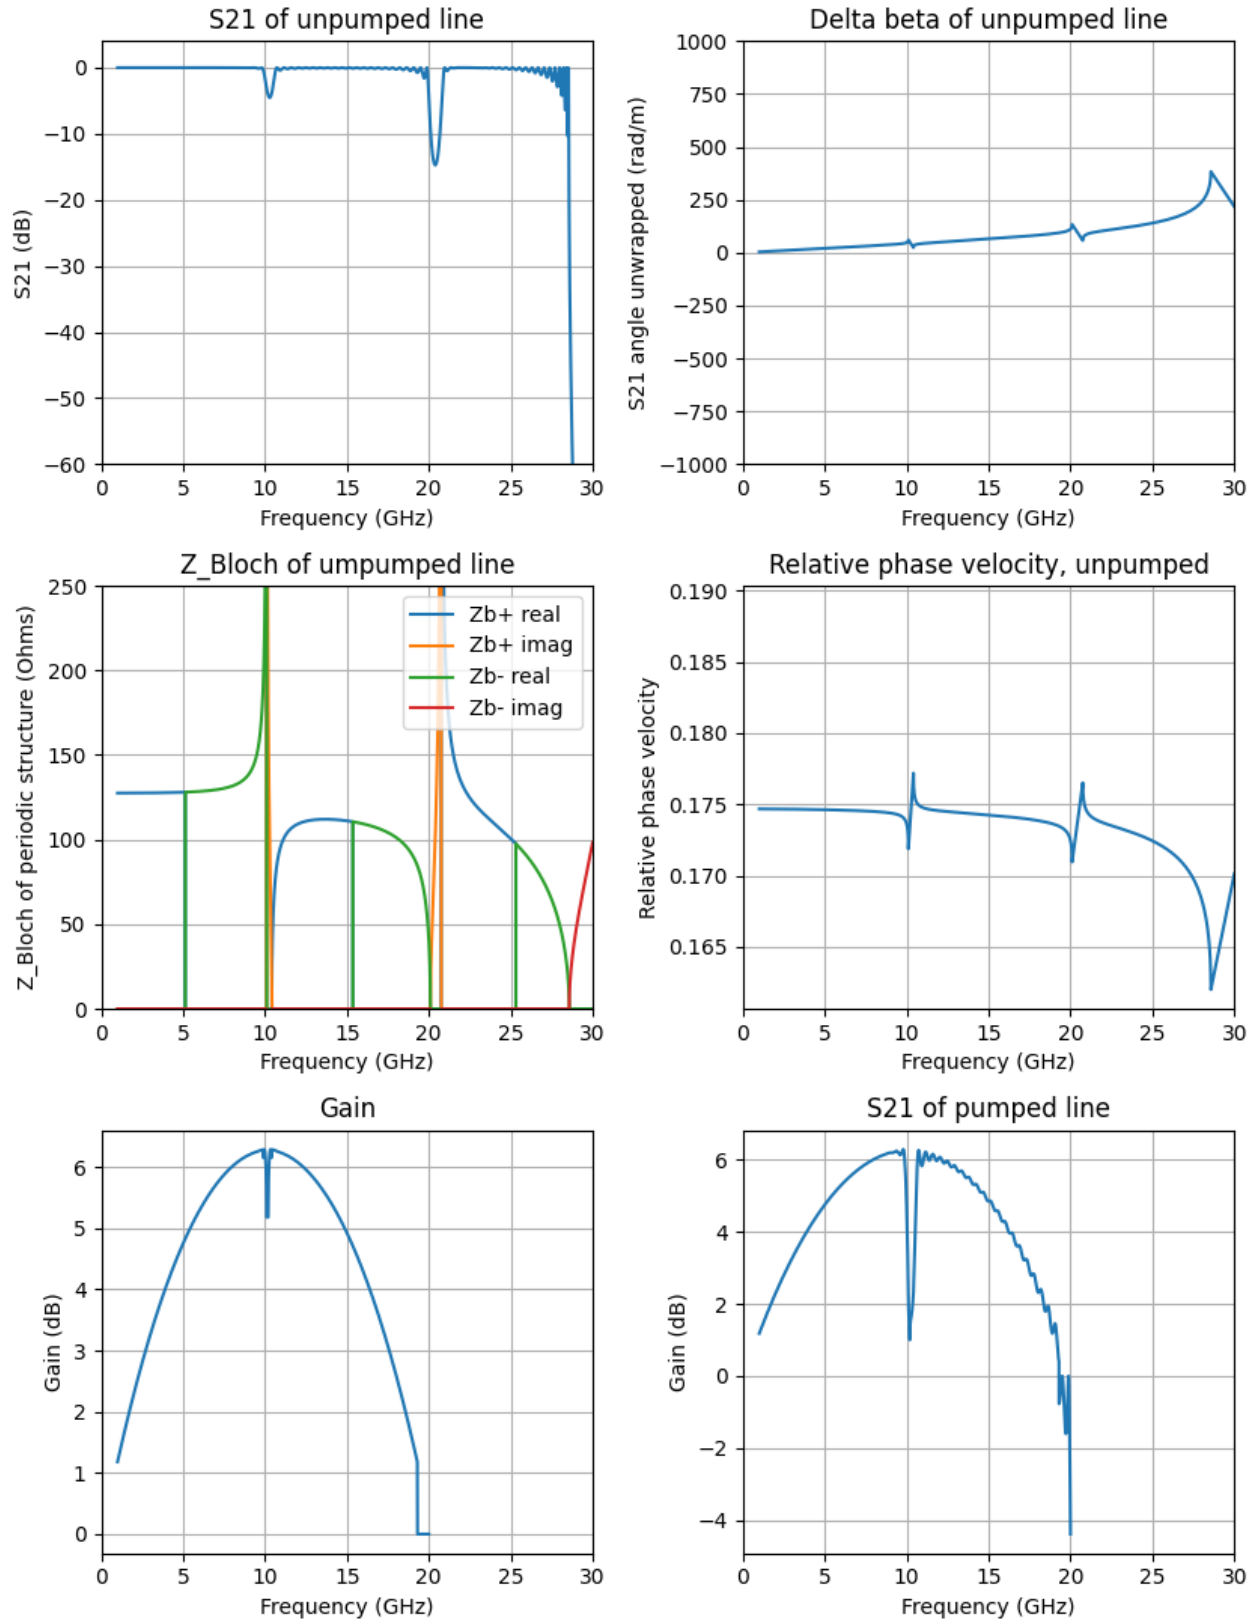 S21 of unpumped line
S21 (dB)
0
−10
−20
−30
−40
−50
−60
0 5 10 15 20 25 30
Frequency (GHz)
Delta beta of unpumped line
S21 angle unwrapped (rad/m)
1000
750
500
250
0
−250
−500
−750
−1000
0 5 10 15 20 25 30
Frequency (GHz)
Z_Bloch of umpumped line
Z_Bloch of periodic structure (Ohms)
250
200
150
100
50
0
Zb+ real
Zb+ imag
Zb- real
Zb- imag
0 5 10 15 20 25 30
Frequency (GHz)
Relative phase velocity, unpumped
Relative phase velocity
0.190
0.185
0.180
0.175
0.170
0.165
0 5 10 15 20 25 30
Frequency (GHz)
Gain
Gain (dB)
6
5
4
3
2
1
0
0 5 10 15 20 25 30
Frequency (GHz)
S21 of pumped line
Gain (dB)
6
4
2
0
−2
−4
0 5 10 15 20 25 30
Frequency (GHz)